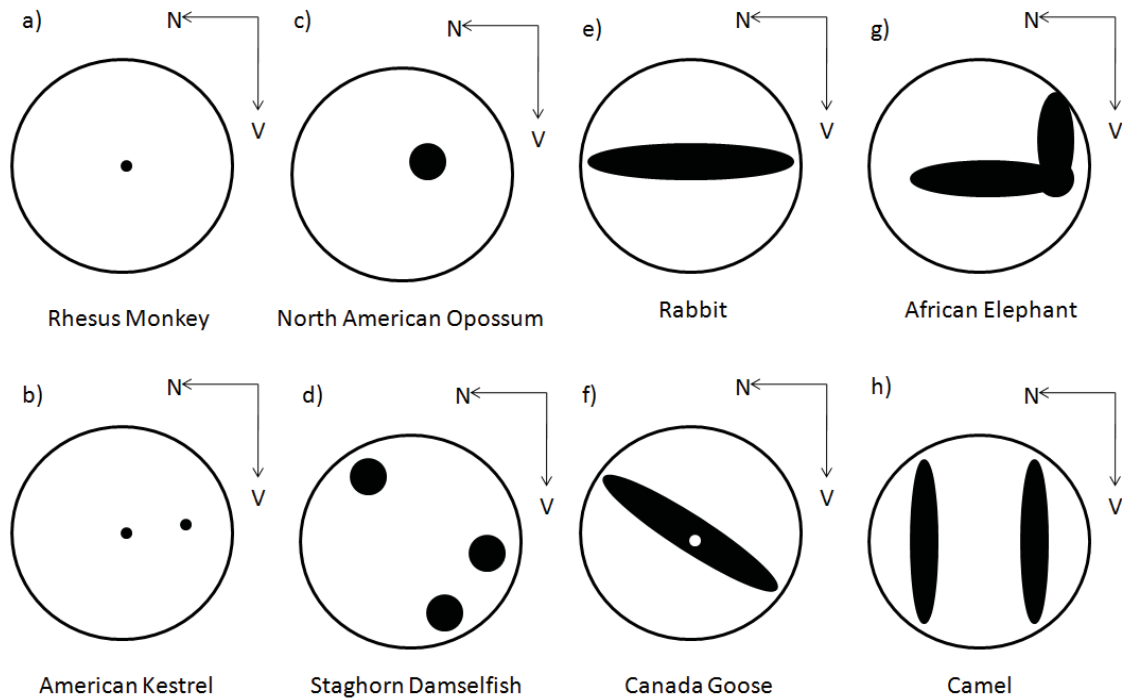 a)
N
V
Rhesus Monkey
c)
N
V
North American Opossum
e)
N
V
Rabbit
g)
N
V
African Elephant
b)
N
V
American Kestrel
d)
N
V
Staghorn Damselfish
f)
N
V
Canada Goose
h)
N
V
Camel